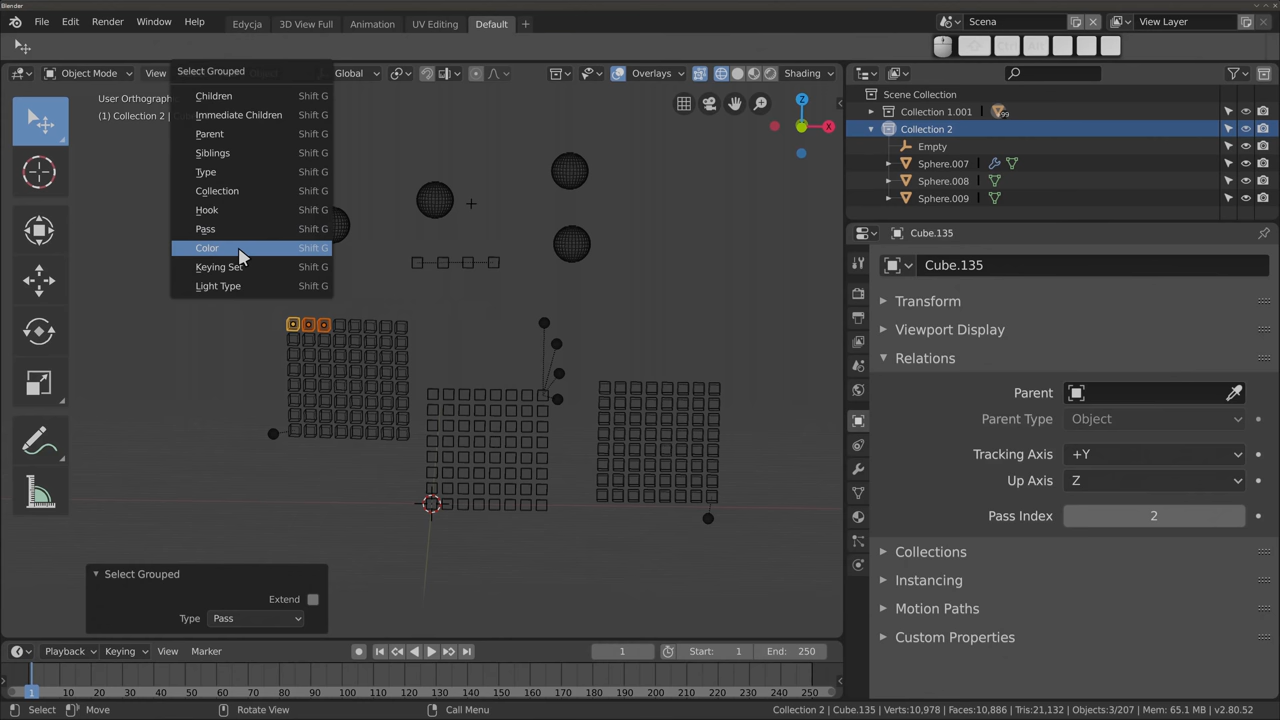 Blender
File Edit Render Window Help
Edycja 3D View Full Animation UV Editing Default +
Scena View Layer
Shift Ctrl Alt
Object Mode View Object Global Overlays Shading
Select Grouped
Children Shift G
Immediate Children Shift G
Parent Shift G
Siblings Shift G
Type Shift G
Collection Shift G
Hook Shift G
Pass Shift G
Color Shift G
Keying Set Shift G
Light Type Shift G
User Orthographic
(1) Collection 2 |
Z
X
Scene Collection
Collection 1.001 99
Collection 2
Empty
Sphere.007
Sphere.008
Sphere.009
Cube.135
Cube.135
Transform
Viewport Display
Relations
Parent
Parent Type Object
Tracking Axis +Y
Up Axis Z
Pass Index 2
Collections
Instancing
Motion Paths
Custom Properties
Select Grouped
Extend
Type Pass
Playback Keying View Marker 1 Start: 1 End: 250
1 10 20 30 40 50 60 70 80 90 100 110 120 130 140 150 160 170 180 190 200 210 220 230 240 250
Select Move Rotate View Call Menu Collection 2 | Cube.135 | Verts:10,978 | Faces:10,886 | Tris:21,132 | Objects:3/207 | Mem: 65.1 MB | v2.80.52